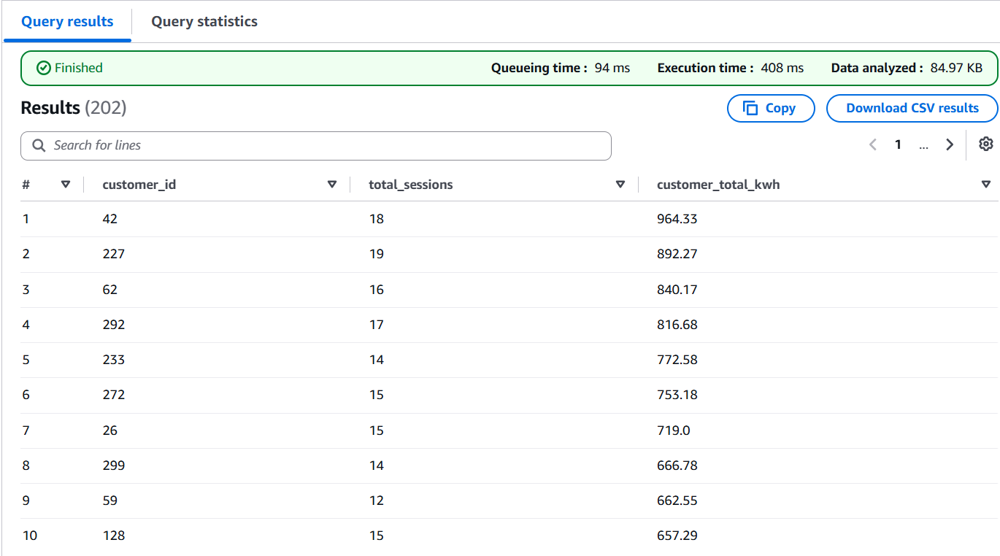 Query results Query statistics
Finished Queueing time : 94 ms Execution time : 408 ms Data analyzed : 84.97 KB
Results (202) Copy Download CSV results
Search for lines 1 ...
# customer_id total_sessions customer_total_kwh
1 42 18 964.33
2 227 19 892.27
3 62 16 840.17
4 292 17 816.68
5 233 14 772.58
6 272 15 753.18
7 26 15 719.0
8 299 14 666.78
9 59 12 662.55
10 128 15 657.29